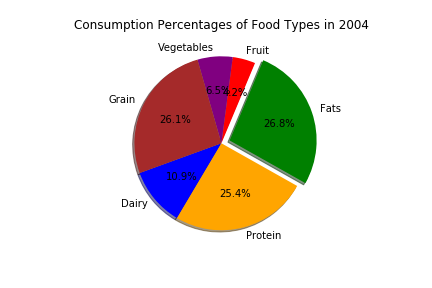 Consumption Percentages of Food Types in 2004
Vegetables
Fruit
6.5%
4.2%
Grain
Fats
26.1%
26.8%
10.9%
Dairy
25.4%
Protein